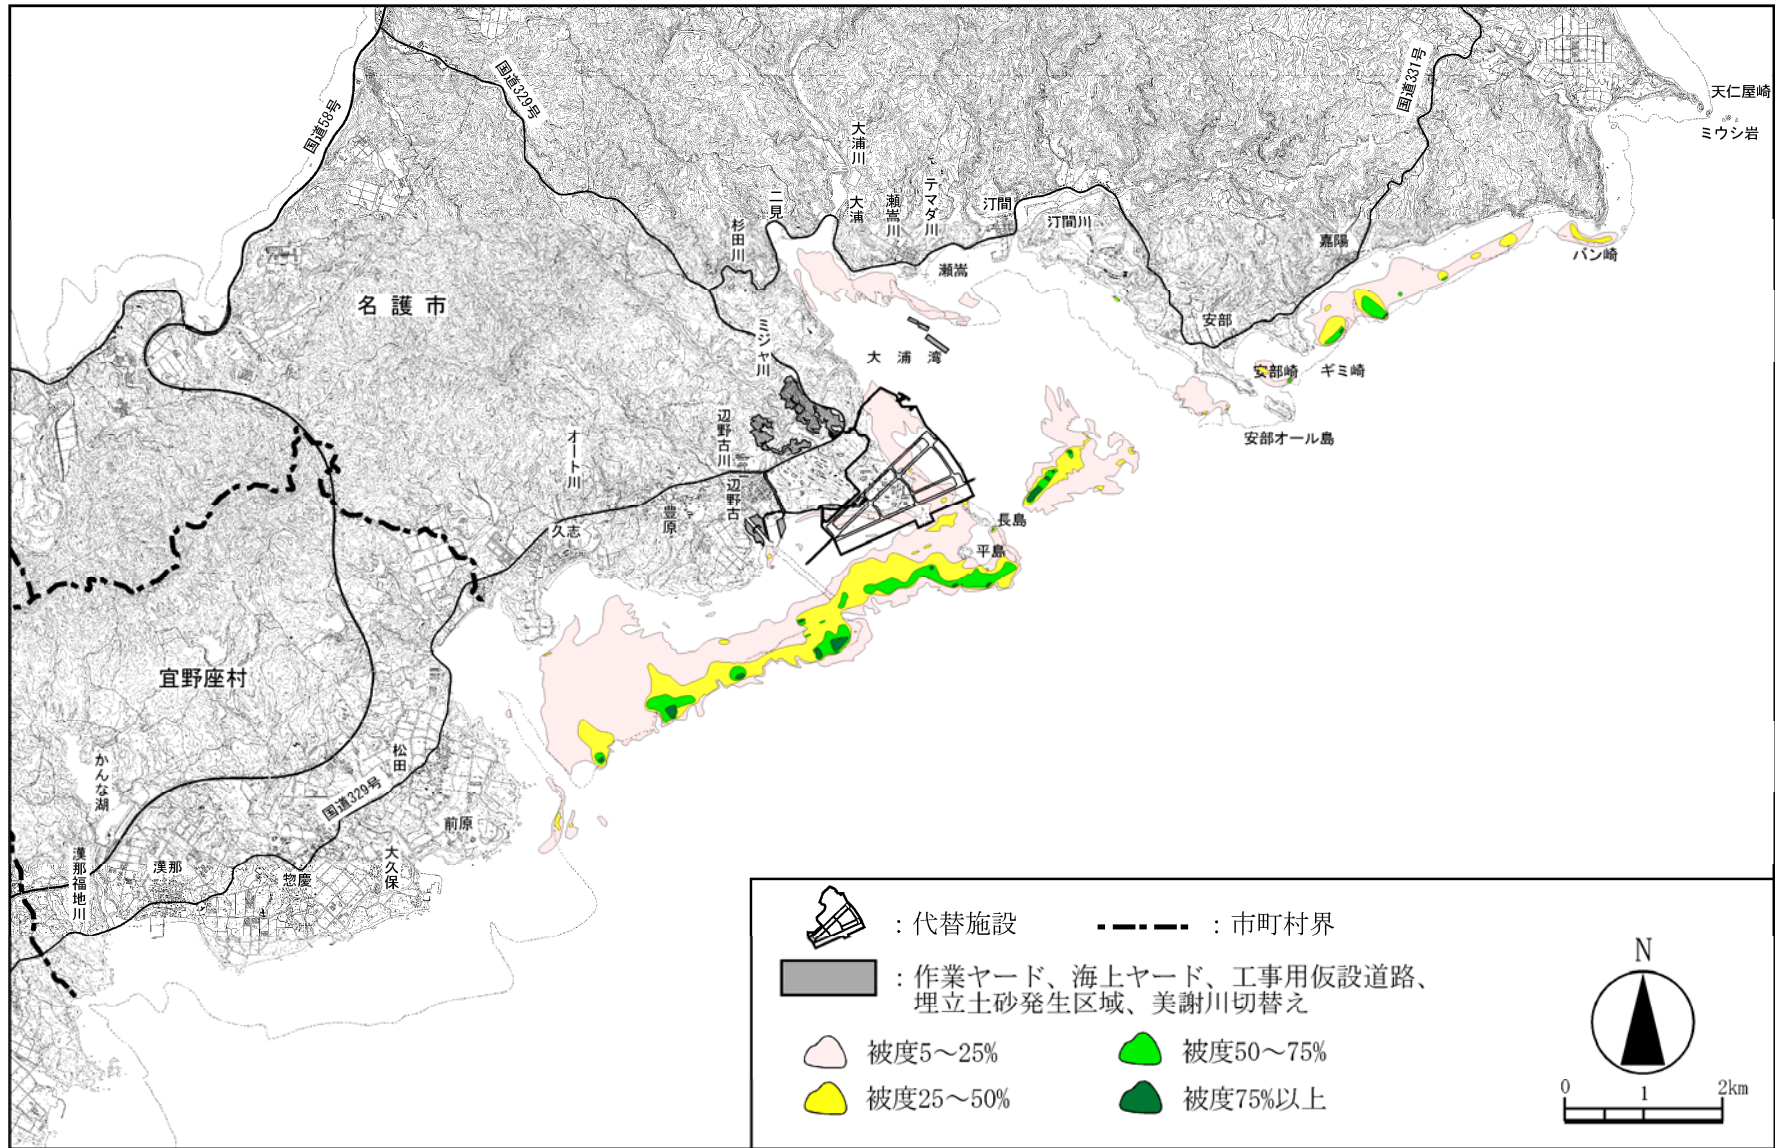 国道58号
国道329号
国道331号
天仁屋崎
ミウシ岩
大浦川
テマダ川
瀬嵩川
大浦
二見
杉田川
汀間
汀間川
嘉陽
バン崎
瀬嵩
名護市
ミジャ川
大浦湾
安部
安部崎
ギミ崎
安部オール島
辺野古川
オート川
辺野古
豊原
久志
長島
平島
宜野座村
かんな湖
松田
国道329号
前原
大久保
惣慶
漢那
漢那福地川
:代替施設
:市町村界
:作業ヤード、海上ヤード、工事用仮設道路、
埋立土砂発生区域、美謝川切替え
被度5~25%
被度50~75%
被度25~50%
被度75%以上
N
0 1 2km